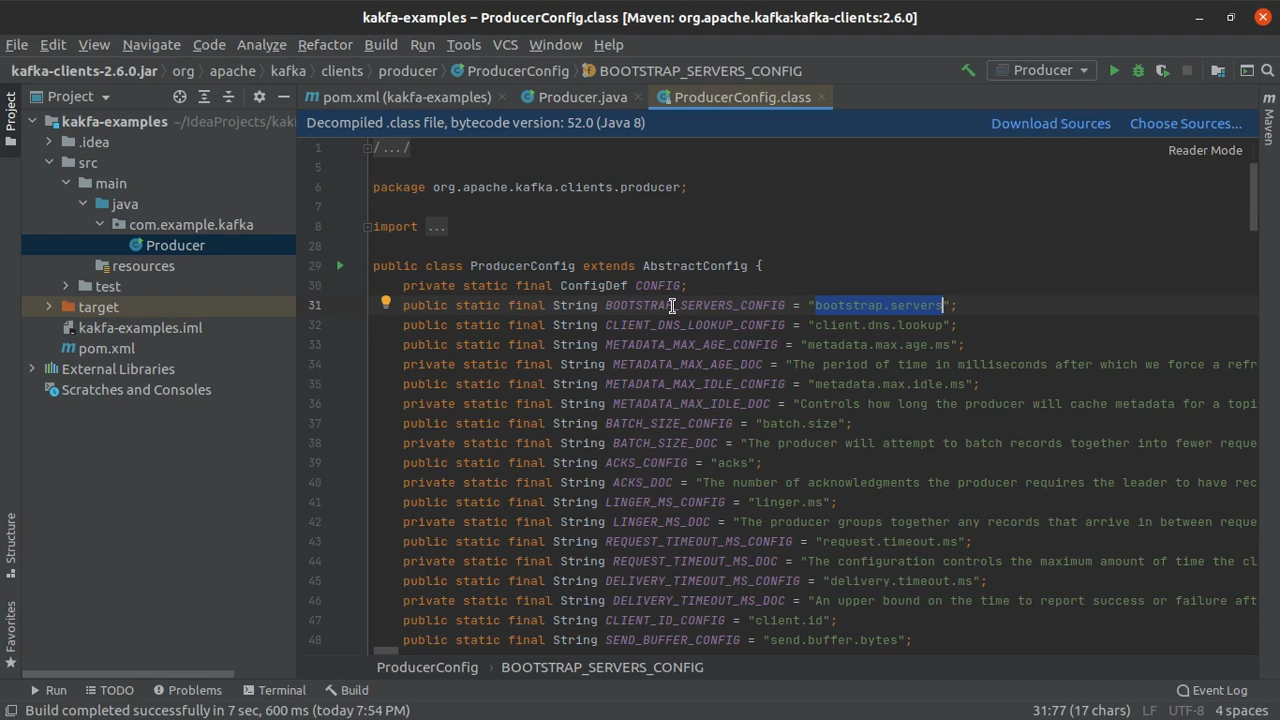 kakfa-examples – ProducerConfig.class [Maven: org.apache.kafka:kafka-clients:2.6.0]
File Edit View Navigate Code Analyze Refactor Build Run Tools VCS Window Help
kafka-clients-2.6.0.jar org apache kafka clients producer ProducerConfig BOOTSTRAP_SERVERS_CONFIG Producer
Project pom.xml (kakfa-examples) Producer.java ProducerConfig.class
Project
Maven
Structure
Favorites
kakfa-examples ~/IdeaProjects/kak
.idea
src
main
java
com.example.kafka
Producer
resources
test
target
kakfa-examples.iml
pom.xml
External Libraries
Scratches and Consoles
Decompiled .class file, bytecode version: 52.0 (Java 8) Download Sources Choose Sources...
Reader Mode
1 /.../
5
6 package org.apache.kafka.clients.producer;
7
8 import ...
28
29 public class ProducerConfig extends AbstractConfig {
30 private static final ConfigDef CONFIG;
31 public static final String BOOTSTRAP_SERVERS_CONFIG = "bootstrap.servers";
32 public static final String CLIENT_DNS_LOOKUP_CONFIG = "client.dns.lookup";
33 public static final String METADATA_MAX_AGE_CONFIG = "metadata.max.age.ms";
34 private static final String METADATA_MAX_AGE_DOC = "The period of time in milliseconds after which we force a refr
35 public static final String METADATA_MAX_IDLE_CONFIG = "metadata.max.idle.ms";
36 private static final String METADATA_MAX_IDLE_DOC = "Controls how long the producer will cache metadata for a topi
37 public static final String BATCH_SIZE_CONFIG = "batch.size";
38 private static final String BATCH_SIZE_DOC = "The producer will attempt to batch records together into fewer reque
39 public static final String ACKS_CONFIG = "acks";
40 private static final String ACKS_DOC = "The number of acknowledgments the producer requires the leader to have rec
41 public static final String LINGER_MS_CONFIG = "linger.ms";
42 private static final String LINGER_MS_DOC = "The producer groups together any records that arrive in between reque
43 public static final String REQUEST_TIMEOUT_MS_CONFIG = "request.timeout.ms";
44 private static final String REQUEST_TIMEOUT_MS_DOC = "The configuration controls the maximum amount of time the cl
45 public static final String DELIVERY_TIMEOUT_MS_CONFIG = "delivery.timeout.ms";
46 private static final String DELIVERY_TIMEOUT_MS_DOC = "An upper bound on the time to report success or failure aft
47 public static final String CLIENT_ID_CONFIG = "client.id";
48 public static final String SEND_BUFFER_CONFIG = "send.buffer.bytes";
ProducerConfig BOOTSTRAP_SERVERS_CONFIG
Run TODO Problems Terminal Build Event Log
Build completed successfully in 7 sec, 600 ms (today 7:54 PM) 31:77 (17 chars) LF UTF-8 4 spaces